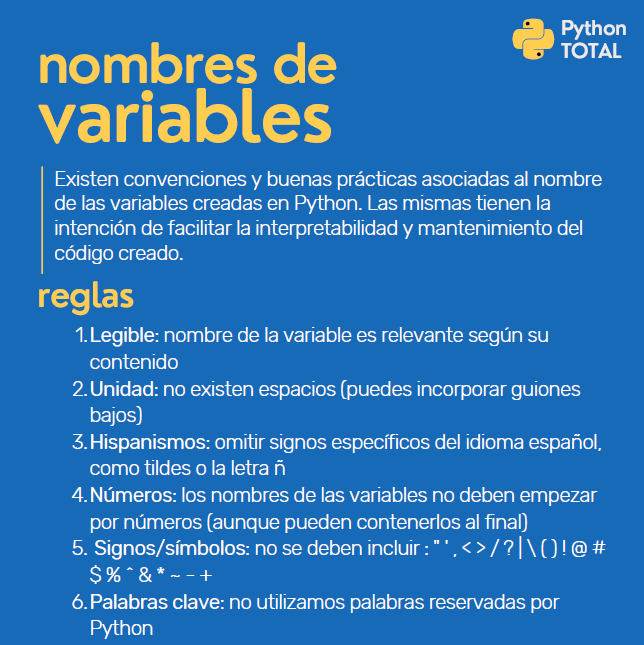 Python
TOTAL
nombres de
variables
Existen convenciones y buenas prácticas asociadas al nombre
de las variables creadas en Python. Las mismas tienen la
intención de facilitar la interpretabilidad y mantenimiento del
código creado.
reglas
1. Legible: nombre de la variable es relevante según su
contenido
2. Unidad: no existen espacios (puedes incorporar guiones
bajos)
3. Hispanismos: omitir signos específicos del idioma español,
como tildes o la letra ñ
4. Números: los nombres de las variables no deben empezar
por números (aunque pueden contenerlos al final)
5. Signos/símbolos: no se deben incluir : " ' , < > / ? | \ ( ) ! @ #
$ % ^ & * ~ - +
6. Palabras clave: no utilizamos palabras reservadas por
Python